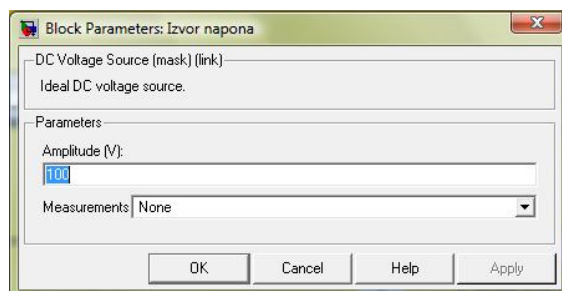 Block Parameters: Izvor napona
DC Voltage Source (mask) (link)
Ideal DC voltage source.
Parameters
Amplitude (V):
100
Measurements None
OK Cancel Help Apply